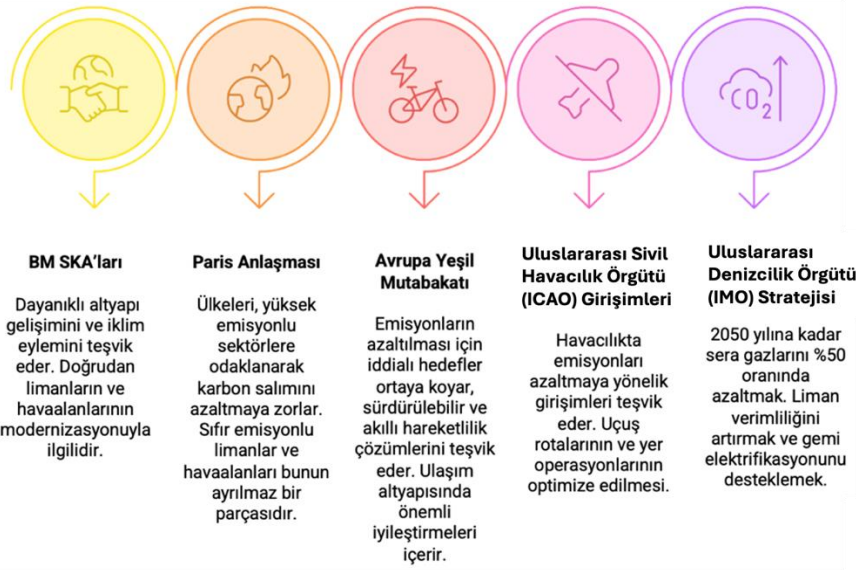 CO2
BM SKA'ları
Dayanıklı altyapı
gelişimini ve iklim
eylemini teşvik
eder. Doğrudan
limanların ve
havaalanlarının
modernizasyonuyla
ilgilidir.
Paris Anlaşması
Ülkeleri, yüksek
emisyonlu
sektörlere
odaklanarak
karbon salımını
azaltmaya zorlar.
Sıfır emisyonlu
limanlar ve
havaalanları bunun
ayrılmaz bir
parçasıdır.
Avrupa Yeşil
Mutabakatı
Emisyonların
azaltılması için
iddialı hedefler
ortaya koyar,
sürdürülebilir ve
akıllı hareketlilik
çözümlerini teşvik
eder. Ulaşım
altyapısında
önemli
iyileştirmeleri
içerir.
Uluslararası Sivil
Havacılık Örgütü
(ICAO) Girişimleri
Havacılıkta
emisyonları
azaltmaya yönelik
girişimleri teşvik
eder. Uçuş
rotalarının ve yer
operasyonlarının
optimize edilmesi.
Uluslararası
Denizcilik Örgütü
(IMO) Stratejisi
2050 yılına kadar
sera gazlarını %50
oranında
azaltmak. Liman
verimliliğini
artırmak ve gemi
elektrifikasyonunu
desteklemek.